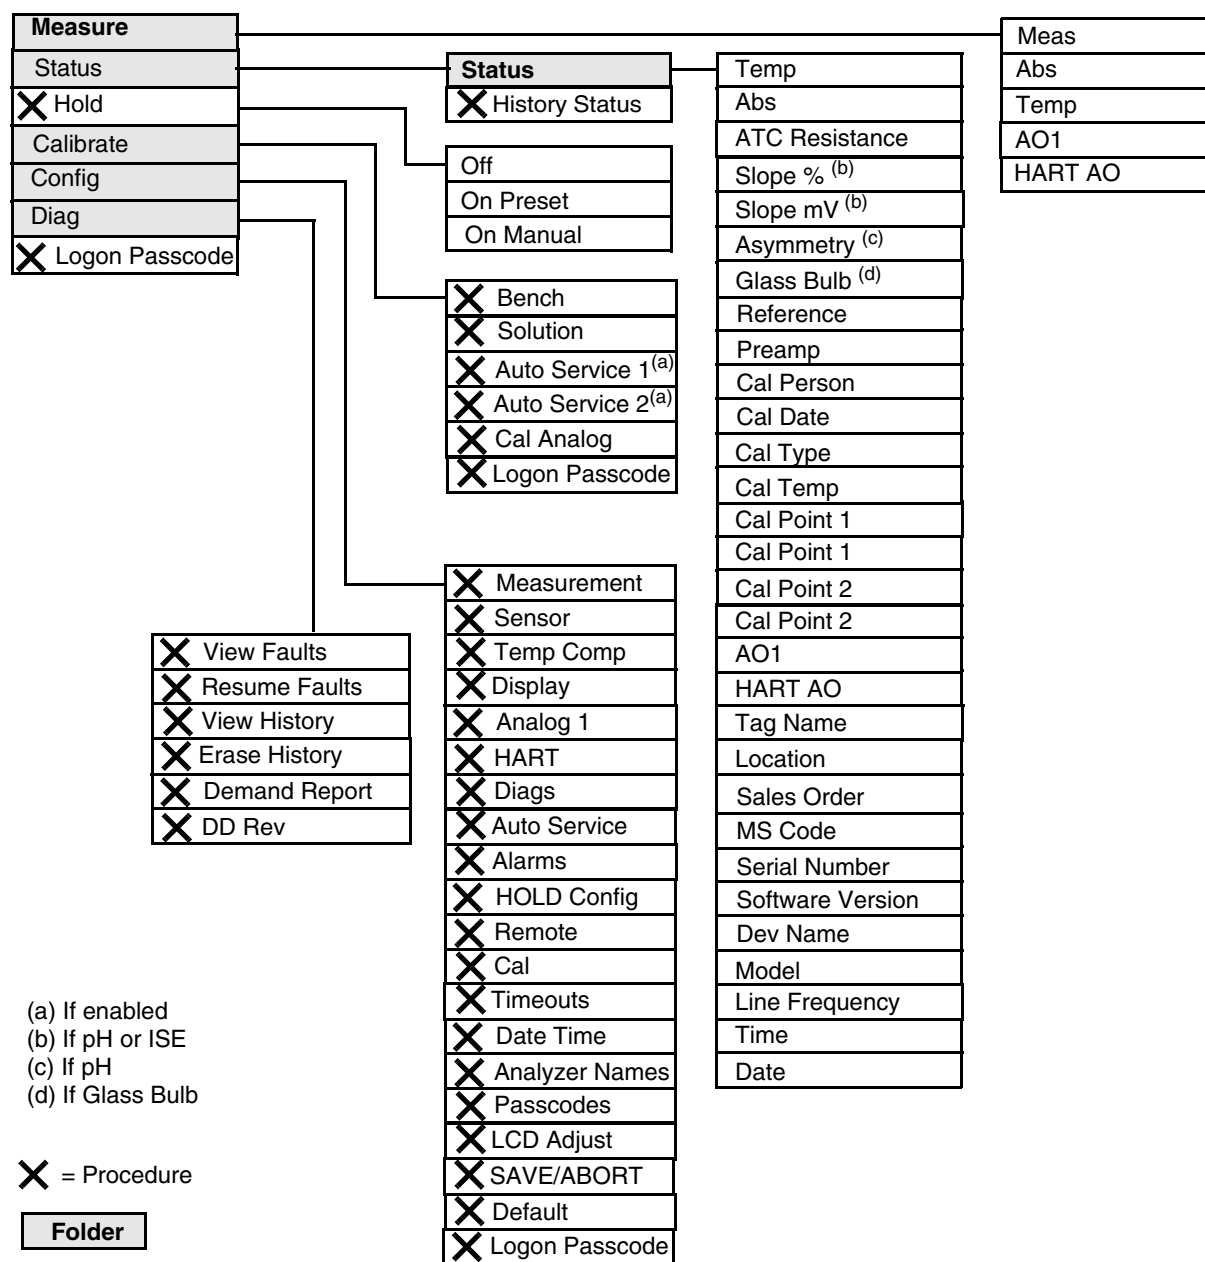 Measure
Status
Hold
Calibrate
Config
Diag
Logon Passcode
Status
History Status
Off
On Preset
On Manual
Bench
Solution
Auto Service 1(a)
Auto Service 2(a)
Cal Analog
Logon Passcode
Measurement
Sensor
Temp Comp
Display
Analog 1
HART
Diags
Auto Service
Alarms
HOLD Config
Remote
Cal
Timeouts
Date Time
Analyzer Names
Passcodes
LCD Adjust
SAVE/ABORT
Default
Logon Passcode
View Faults
Resume Faults
View History
Erase History
Demand Report
DD Rev
Temp
Abs
ATC Resistance
Slope % (b)
Slope mV (b)
Asymmetry (c)
Glass Bulb (d)
Reference
Preamp
Cal Person
Cal Date
Cal Type
Cal Temp
Cal Point 1
Cal Point 1
Cal Point 2
Cal Point 2
AO1
HART AO
Tag Name
Location
Sales Order
MS Code
Serial Number
Software Version
Dev Name
Model
Line Frequency
Time
Date
Meas
Abs
Temp
AO1
HART AO
(a) If enabled
(b) If pH or ISE
(c) If pH
(d) If Glass Bulb
= Procedure
Folder